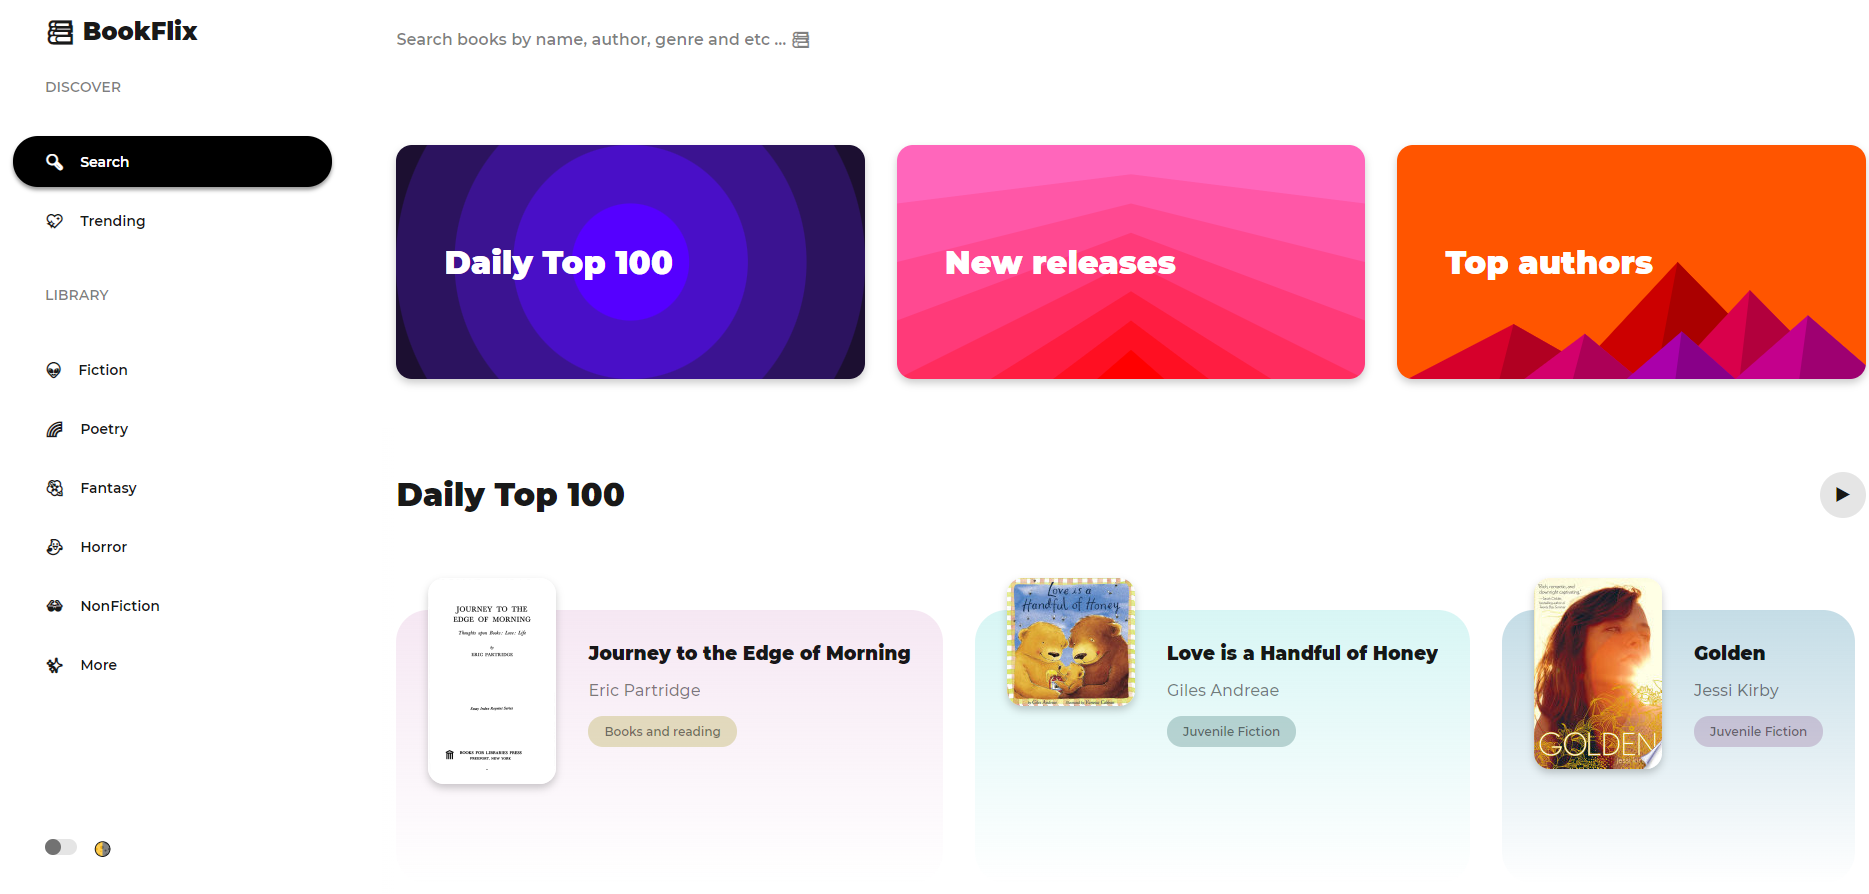 BookFlix
DISCOVER
Search
Trending
LIBRARY
Fiction
Poetry
Fantasy
Horror
NonFiction
More
Search books by name, author, genre and etc ...
Daily Top 100
New releases
Top authors
Daily Top 100
JOURNEY TO THE
EDGE OF MORNING
Thoughts upon Books: Love: Life
by
ERIC PARTRIDGE
Essay Index Reprint Series
BOOKS FOR LIBRARIES PRESS
FREEPORT, NEW YORK
Journey to the Edge of Morning
Eric Partridge
Books and reading
Love is a
Handful of Honey
Love is a Handful of Honey
Giles Andreae
Juvenile Fiction
GOLDEN
Golden
Jessi Kirby
Juvenile Fiction